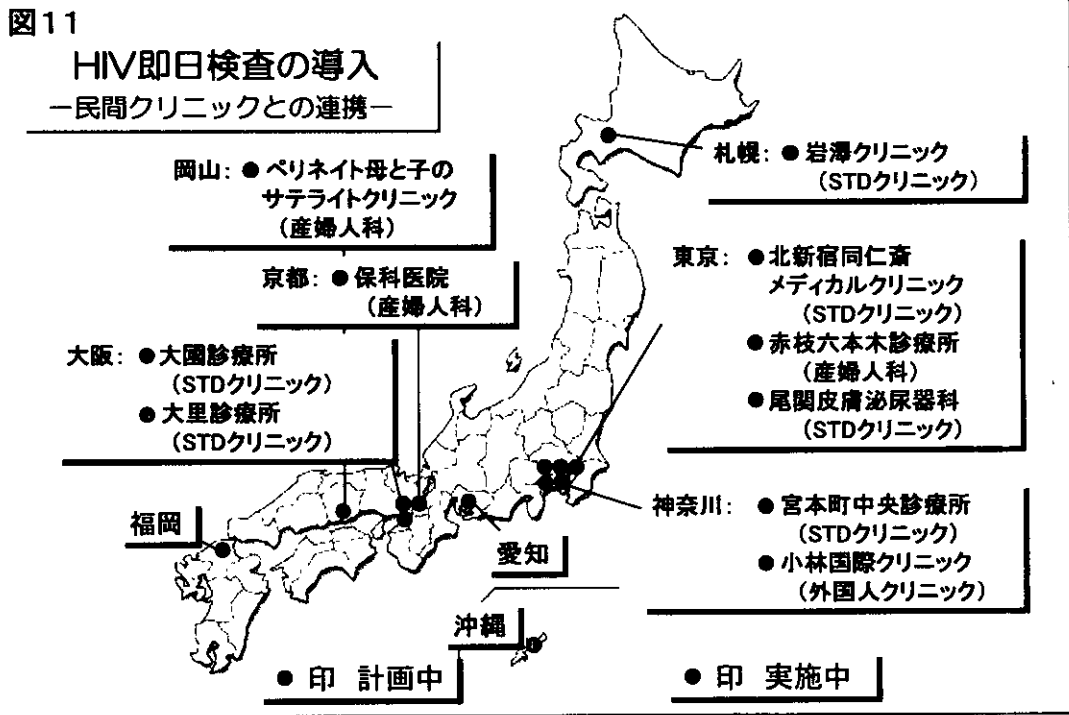 図11
HIV即日検査の導入
－民間クリニックとの連携－
岡山： ● ペリネイト母と子の
サテライトクリニック
（産婦人科）
京都： ● 保科医院
（産婦人科）
大阪： ● 大國診療所
（STDクリニック）
● 大里診療所
（STDクリニック）
福岡
札幌： ● 岩澤クリニック
（STDクリニック）
東京： ● 北新宿同仁斎
メディカルクリニック
（STDクリニック）
● 赤枝六本木診療所
（産婦人科）
● 尾関皮膚泌尿器科
（STDクリニック）
神奈川： ● 宮本町中央診療所
（STDクリニック）
● 小林国際クリニック
（外国人クリニック）
愛知
沖縄
● 印 計画中
● 印 実施中